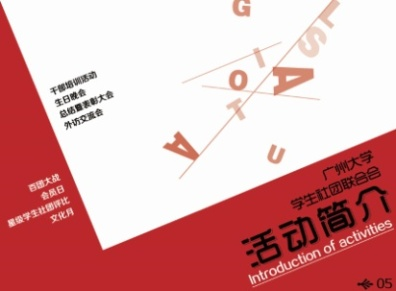 G
I
S
L
O
A
T
U
A
干部培训活动
生日晚会
总结暨表彰大会
外访交流会
百团大战
会员日
星级学生社团评比
文化月
广州大学
学生社团联合会
活动简介
Introduction of activities
05